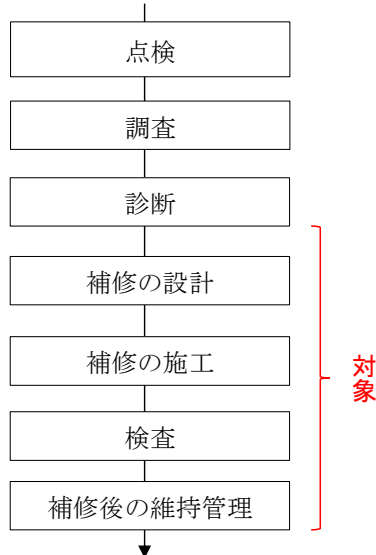 点検
調査
診断
補修の設計
補修の施工
検査
補修後の維持管理
対象